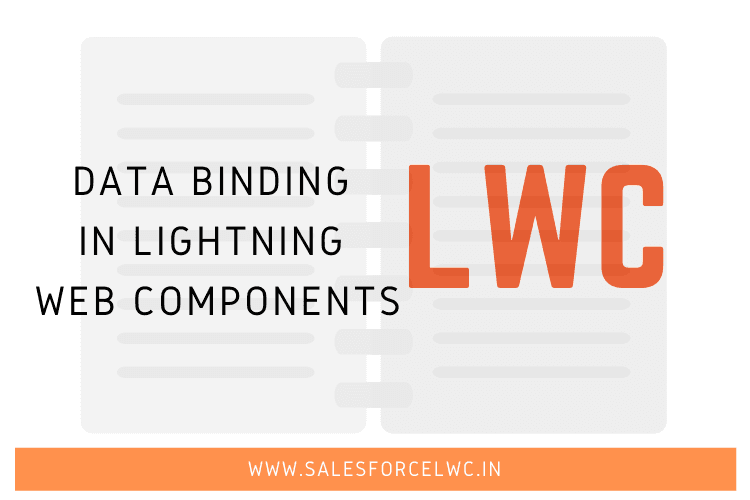 DATA BINDING
IN LIGHTNING
WEB COMPONENTS
LWC
WWW.SALESFORCELWC.IN